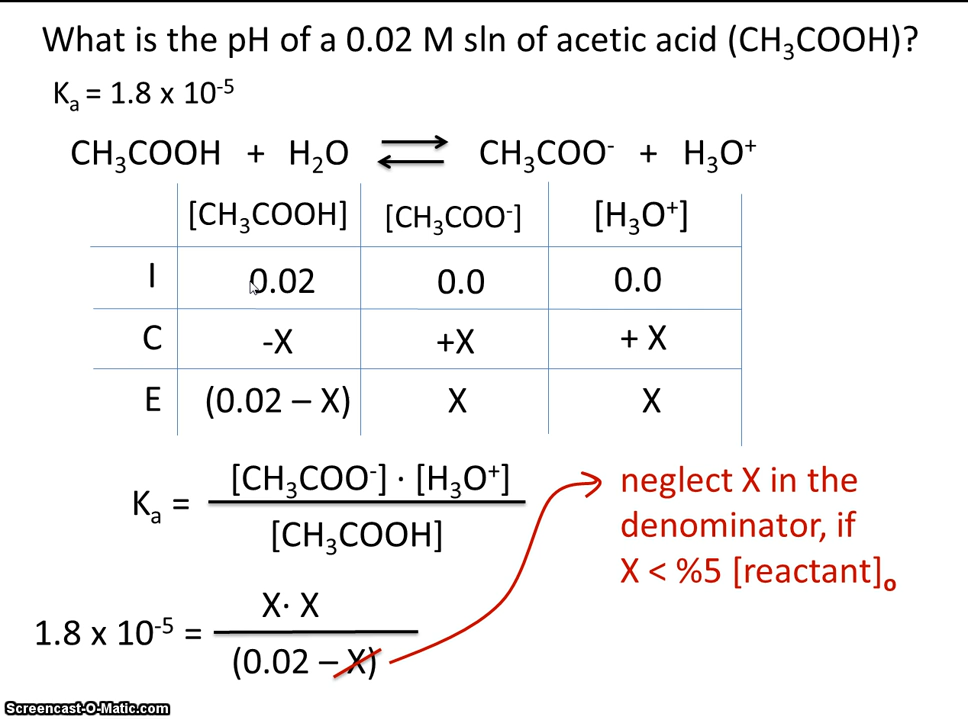 What is the pH of a 0.02 M sln of acetic acid (CH₃COOH)?
Kₐ = 1.8 x 10⁻⁵
CH₃COOH + H₂O ⇌ CH₃COO⁻ + H₃O⁺
[CH₃COOH] [CH₃COO⁻] [H₃O⁺]
I 0.02 0.0 0.0
C -X +X + X
E (0.02 – X) X X
Kₐ =
[CH₃COO⁻] · [H₃O⁺]
[CH₃COOH]
neglect X in the
denominator, if
X < %5 [reactant]ₒ
1.8 x 10⁻⁵ =
X· X
(0.02 – X)
Screencast-O-Matic.com